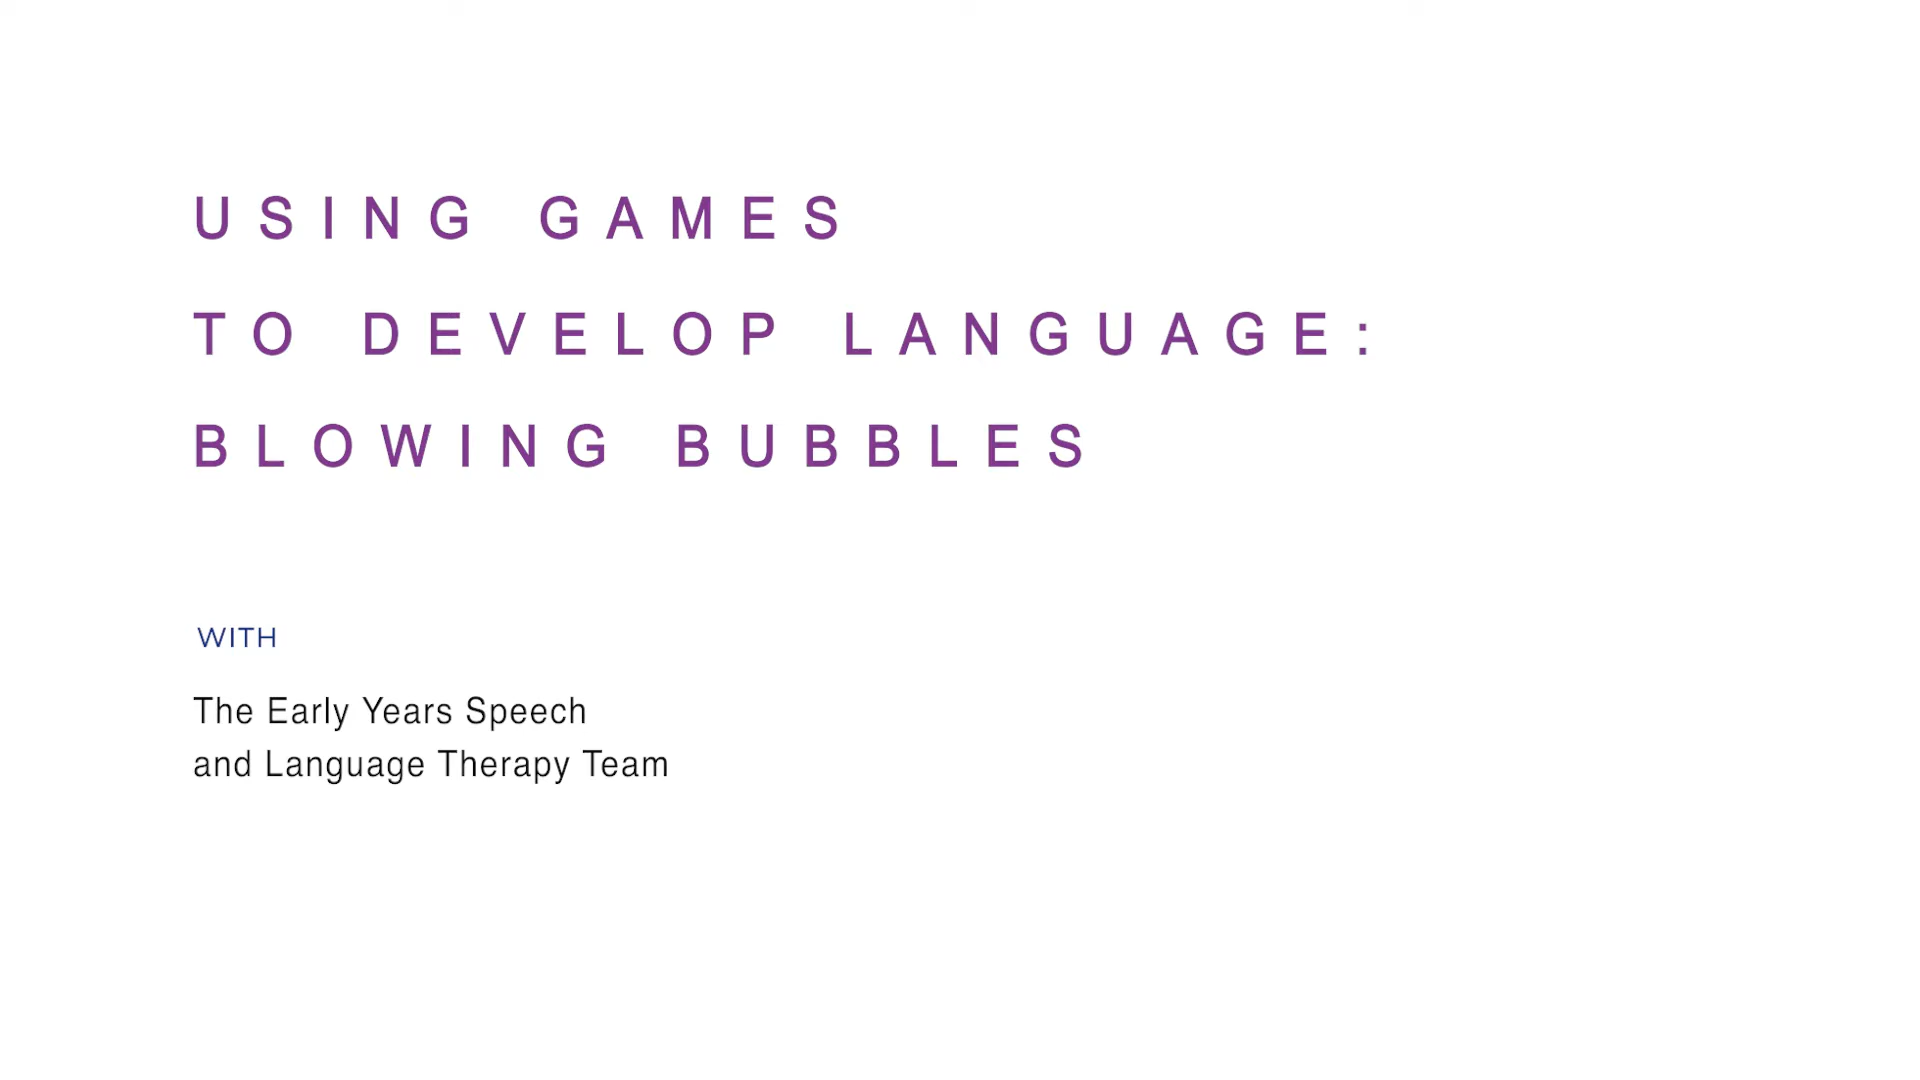 USING GAMES
TO DEVELOP LANGUAGE:
BLOWING BUBBLES
WITH
The Early Years Speech
and Language Therapy Team